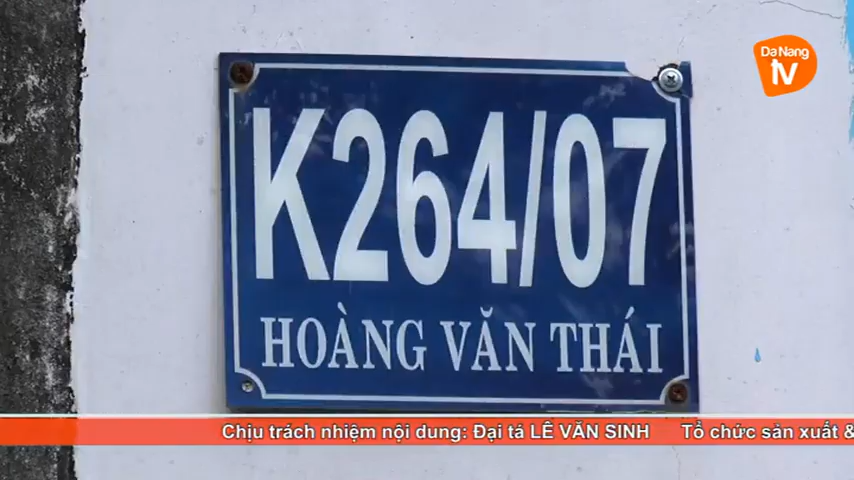 Da Nang
tv
K264/07
HOÀNG VĂN THÁI
Chịu trách nhiệm nội dung: Đại tá LÊ VĂN SINH Tổ chức sản xuất &